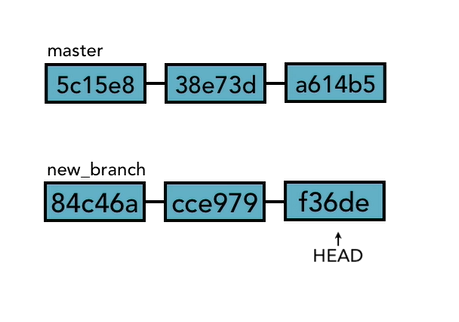 master
5c15e8 38e73d a614b5
new_branch
84c46a cce979 f36de
HEAD